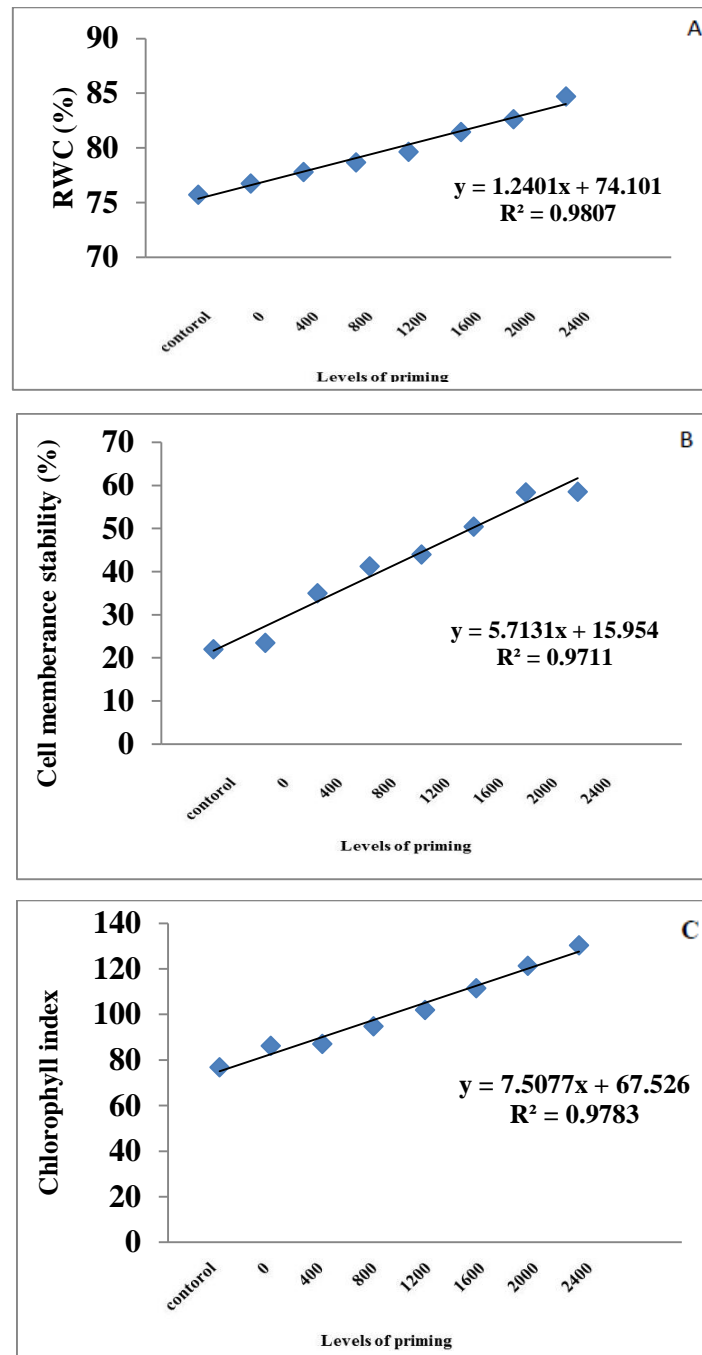 A
90
85
80
75
70
RWC (%)
y = 1.2401x + 74.101
R² = 0.9807
contorol
0
400
800
1200
1600
2000
2400
Levels of priming
B
70
60
50
40
30
20
10
0
Cell memberance stability (%)
y = 5.7131x + 15.954
R² = 0.9711
contorol
0
400
800
1200
1600
2000
2400
Levels of priming
C
140
120
100
80
60
40
20
0
Chlorophyll index
y = 7.5077x + 67.526
R² = 0.9783
contorol
0
400
800
1200
1600
2000
2400
Levels of priming